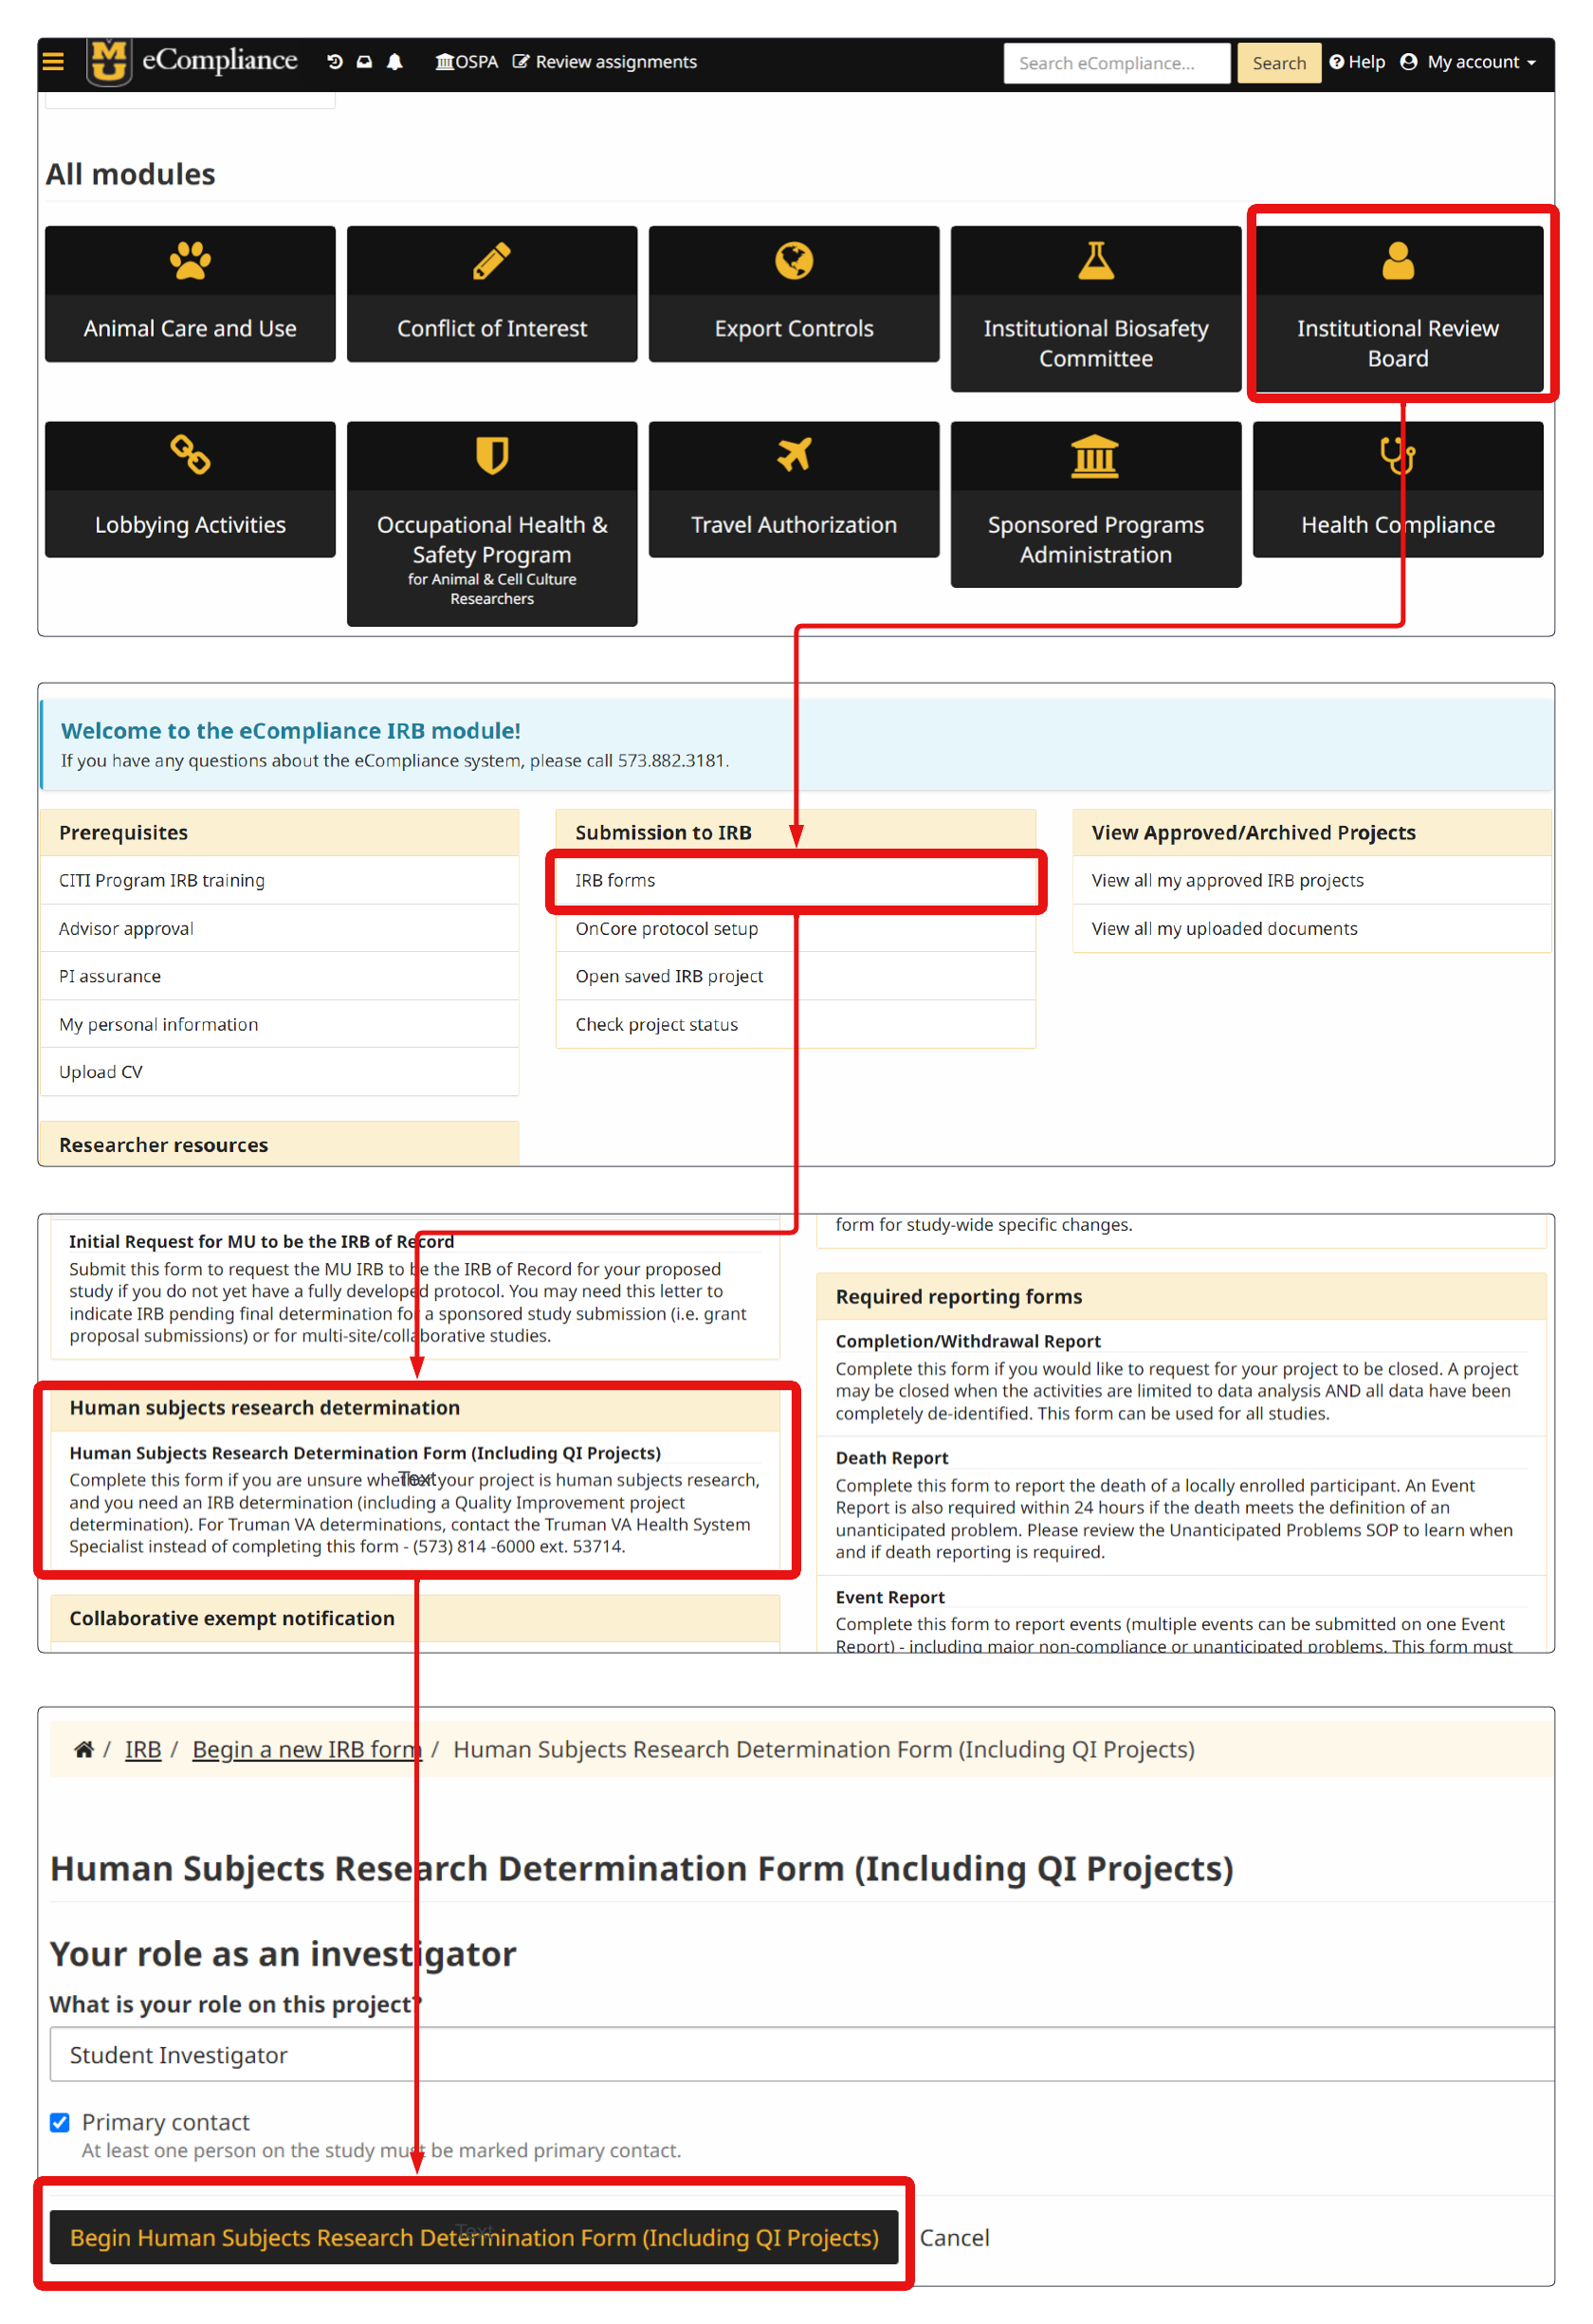 MU eCompliance OSPA Review assignments Search eCompliance... Search Help My account
All modules
Animal Care and Use
Conflict of Interest
Export Controls
Institutional Biosafety
Committee
Institutional Review
Board
Lobbying Activities
Occupational Health &
Safety Program
for Animal & Cell Culture
Researchers
Travel Authorization
Sponsored Programs
Administration
Health Compliance
Welcome to the eCompliance IRB module!
If you have any questions about the eCompliance system, please call 573.882.3181.
Prerequisites
CITI Program IRB training
Advisor approval
PI assurance
My personal information
Upload CV
Researcher resources
Submission to IRB
IRB forms
OnCore protocol setup
Open saved IRB project
Check project status
View Approved/Archived Projects
View all my approved IRB projects
View all my uploaded documents
Initial Request for MU to be the IRB of Record
Submit this form to request the MU IRB to be the IRB of Record for your proposed
study if you do not yet have a fully developed protocol. You may need this letter to
indicate IRB pending final determination for a sponsored study submission (i.e. grant
proposal submissions) or for multi-site/collaborative studies.
Human subjects research determination
Human Subjects Research Determination Form (Including QI Projects)
Complete this form if you are unsure whether your project is human subjects research,
Text
and you need an IRB determination (including a Quality Improvement project
determination). For Truman VA determinations, contact the Truman VA Health System
Specialist instead of completing this form - (573) 814 -6000 ext. 53714.
Collaborative exempt notification
form for study-wide specific changes.
Required reporting forms
Completion/Withdrawal Report
Complete this form if you would like to request for your project to be closed. A project
may be closed when the activities are limited to data analysis AND all data have been
completely de-identified. This form can be used for all studies.
Death Report
Complete this form to report the death of a locally enrolled participant. An Event
Report is also required within 24 hours if the death meets the definition of an
unanticipated problem. Please review the Unanticipated Problems SOP to learn when
and if death reporting is required.
Event Report
Complete this form to report events (multiple events can be submitted on one Event
Report) - including major non-compliance or unanticipated problems. This form must
/ IRB / Begin a new IRB form / Human Subjects Research Determination Form (Including QI Projects)
Human Subjects Research Determination Form (Including QI Projects)
Your role as an investigator
What is your role on this project?
Student Investigator
Primary contact
At least one person on the study must be marked primary contact.
Begin Human Subjects Research Determination Form (Including QI Projects) Cancel
Text